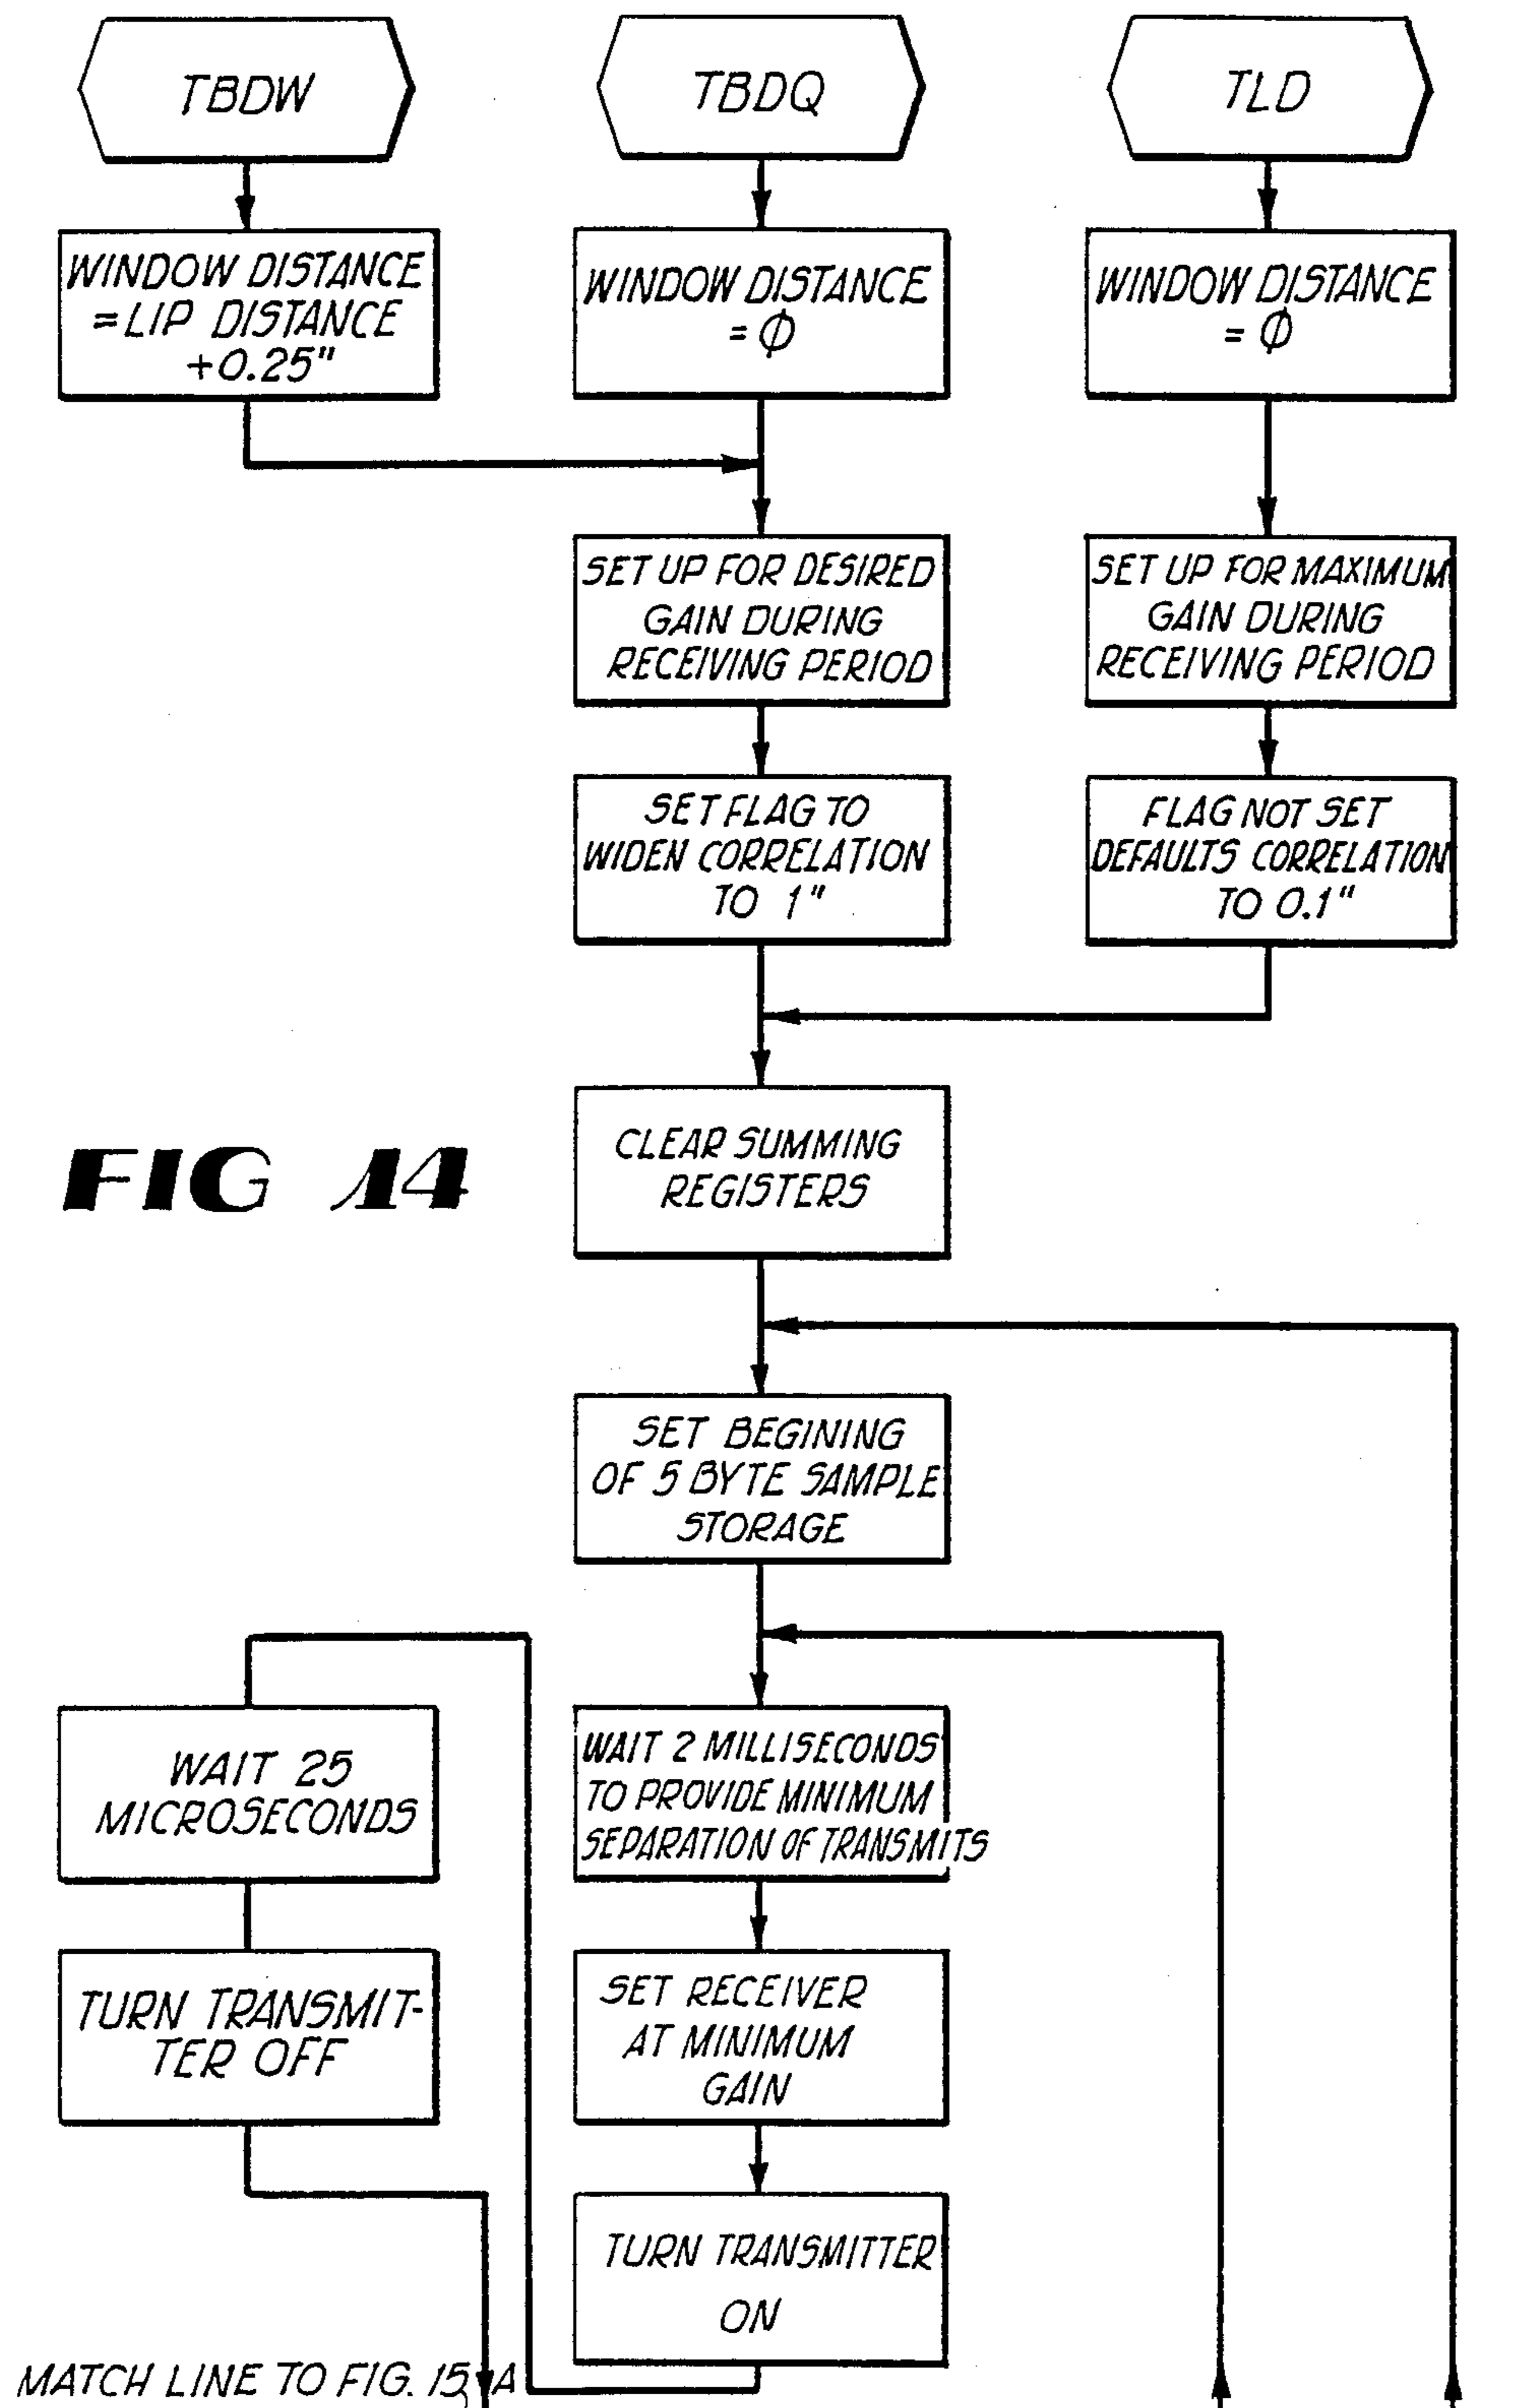 TBDW
TBDQ
TLD
WINDOW DISTANCE
=LIP DISTANCE
+0.25"
WINDOW DISTANCE
=Ø
WINDOW DISTANCE
=Ø
SET UP FOR DESIRED
GAIN DURING
RECEIVING PERIOD
SET UP FOR MAXIMUM
GAIN DURING
RECEIVING PERIOD
SET FLAG TO
WIDEN CORRELATION
TO 1"
FLAG NOT SET
DEFAULTS CORRELATION
TO 0.1"
CLEAR SUMMING
REGISTERS
FIG 14
SET BEGINING
OF 5 BYTE SAMPLE
STORAGE
WAIT 2 MILLISECONDS
TO PROVIDE MINIMUM
SEPARATION OF TRANSMITS
WAIT 25
MICROSECONDS
SET RECEIVER
AT MINIMUM
GAIN
TURN TRANSMIT-
TER OFF
TURN TRANSMITTER
ON
MATCH LINE TO FIG. 15 A